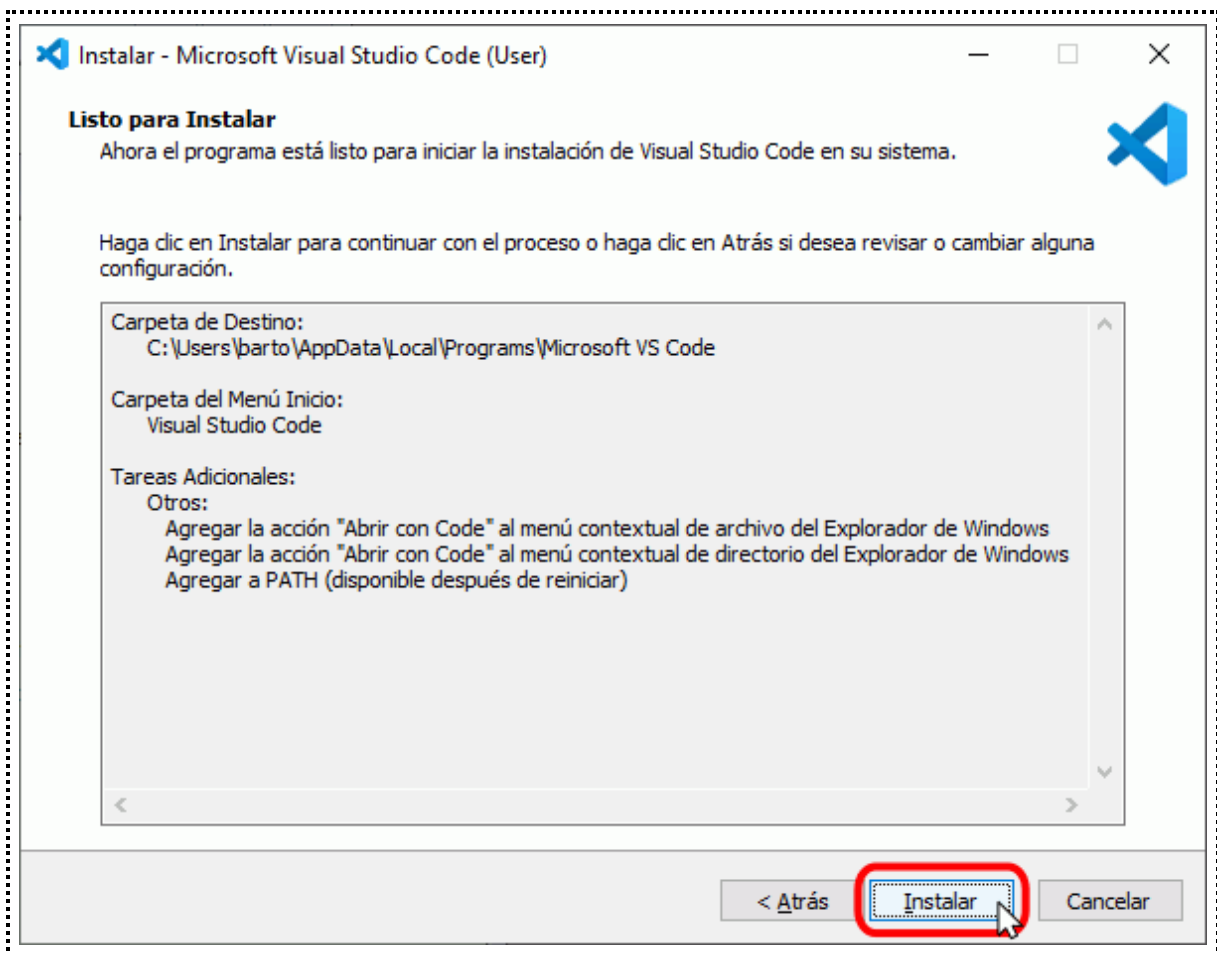 Instalar - Microsoft Visual Studio Code (User)
Listo para Instalar
Ahora el programa está listo para iniciar la instalación de Visual Studio Code en su sistema.
Haga clic en Instalar para continuar con el proceso o haga clic en Atrás si desea revisar o cambiar alguna
configuración.
Carpeta de Destino:
C:\Users\barto\AppData\Local\Programs\Microsoft VS Code
Carpeta del Menú Inicio:
Visual Studio Code
Tareas Adicionales:
Otros:
Agregar la acción "Abrir con Code" al menú contextual de archivo del Explorador de Windows
Agregar la acción "Abrir con Code" al menú contextual de directorio del Explorador de Windows
Agregar a PATH (disponible después de reiniciar)
< Atrás
Instalar
Cancelar